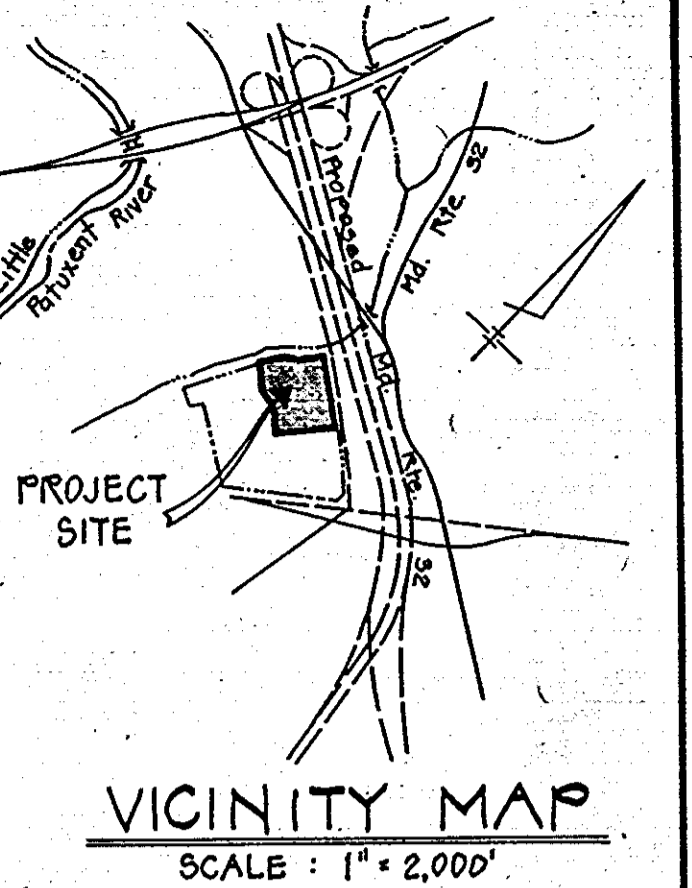 Little
Patuxent River
Proposed
Md. Rte.
32
Md. Rte. 32
PROJECT
SITE
VICINITY MAP
SCALE : 1" = 2,000'